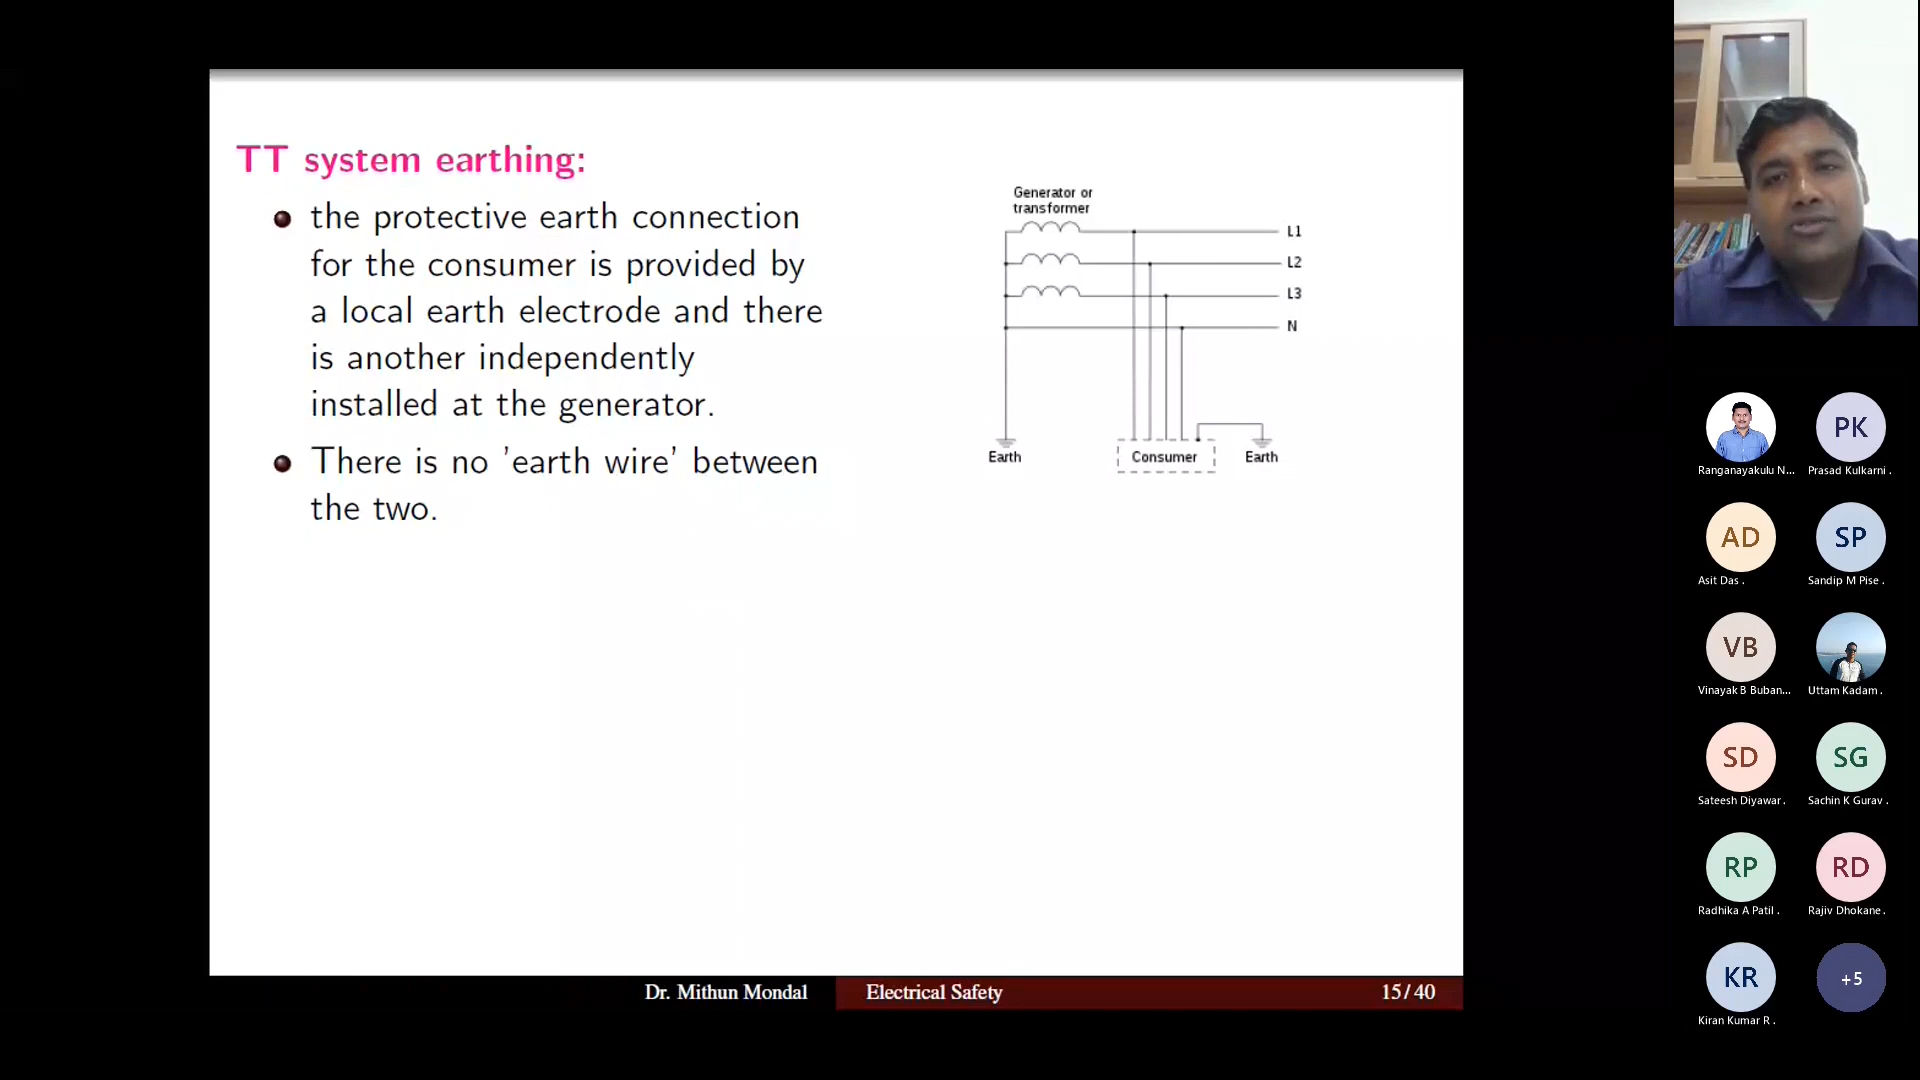 TT system earthing:
the protective earth connection
for the consumer is provided by
a local earth electrode and there
is another independently
installed at the generator.
There is no 'earth wire' between
the two.
Generator or
transformer
L1
L2
L3
N
Earth
Consumer
Earth
Dr. Mithun Mondal
Electrical Safety
15/40
Ranganayakulu N...
PK
Prasad Kulkarni .
AD
Asit Das .
SP
Sandip M Pise .
VB
Vinayak B Buban...
Uttam Kadam .
SD
Sateesh Diyawar .
SG
Sachin K Gurav .
RP
Radhika A Patil .
RD
Rajiv Dhokane .
KR
Kiran Kumar R .
+5